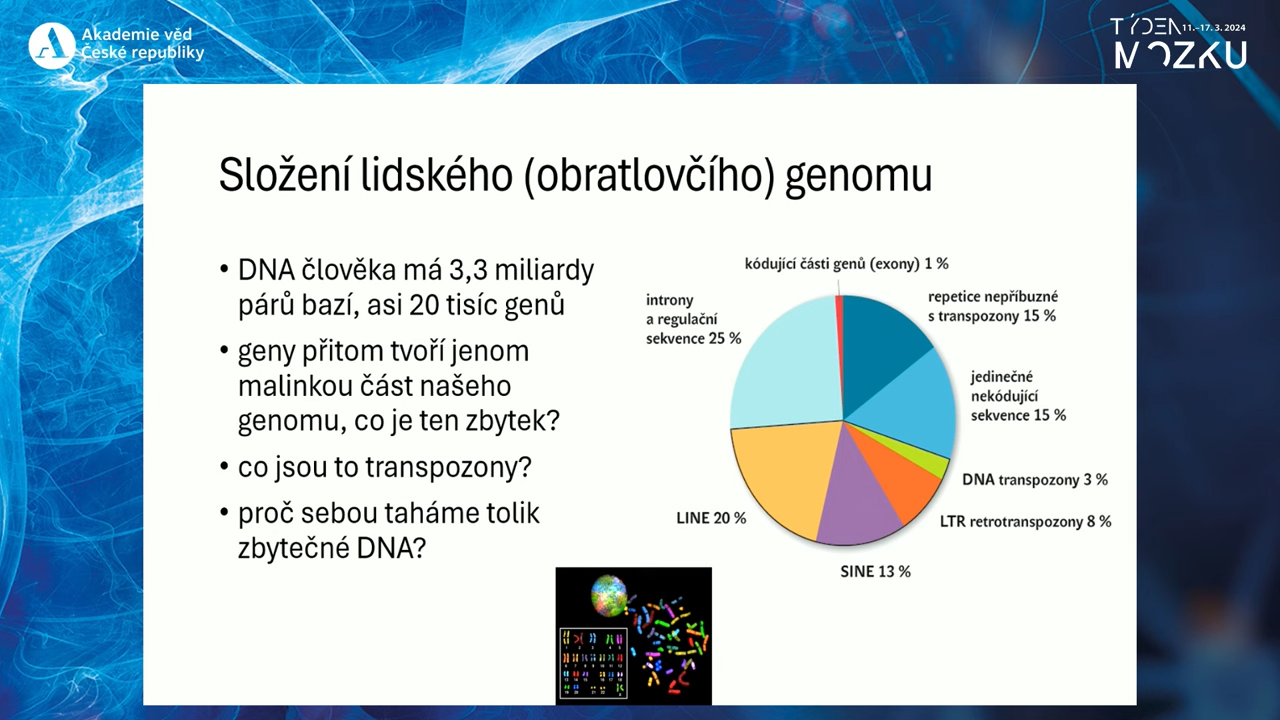 Akademie věd
České republiky
TÝDEN 11.–17. 3. 2024
MOZKU
Složení lidského (obratlovčího) genomu
• DNA člověka má 3,3 miliardy
párů bazí, asi 20 tisíc genů
• geny přitom tvoří jenom
malinkou část našeho
genomu, co je ten zbytek?
• co jsou to transpozony?
• proč sebou taháme tolik
zbytečné DNA?
kódující části genů (exony) 1 %
repetice nepříbuzné
s transpozony 15 %
jedinečné
nekódující
sekvence 15 %
DNA transpozony 3 %
LTR retrotranspozony 8 %
SINE 13 %
LINE 20 %
introny
a regulační
sekvence 25 %